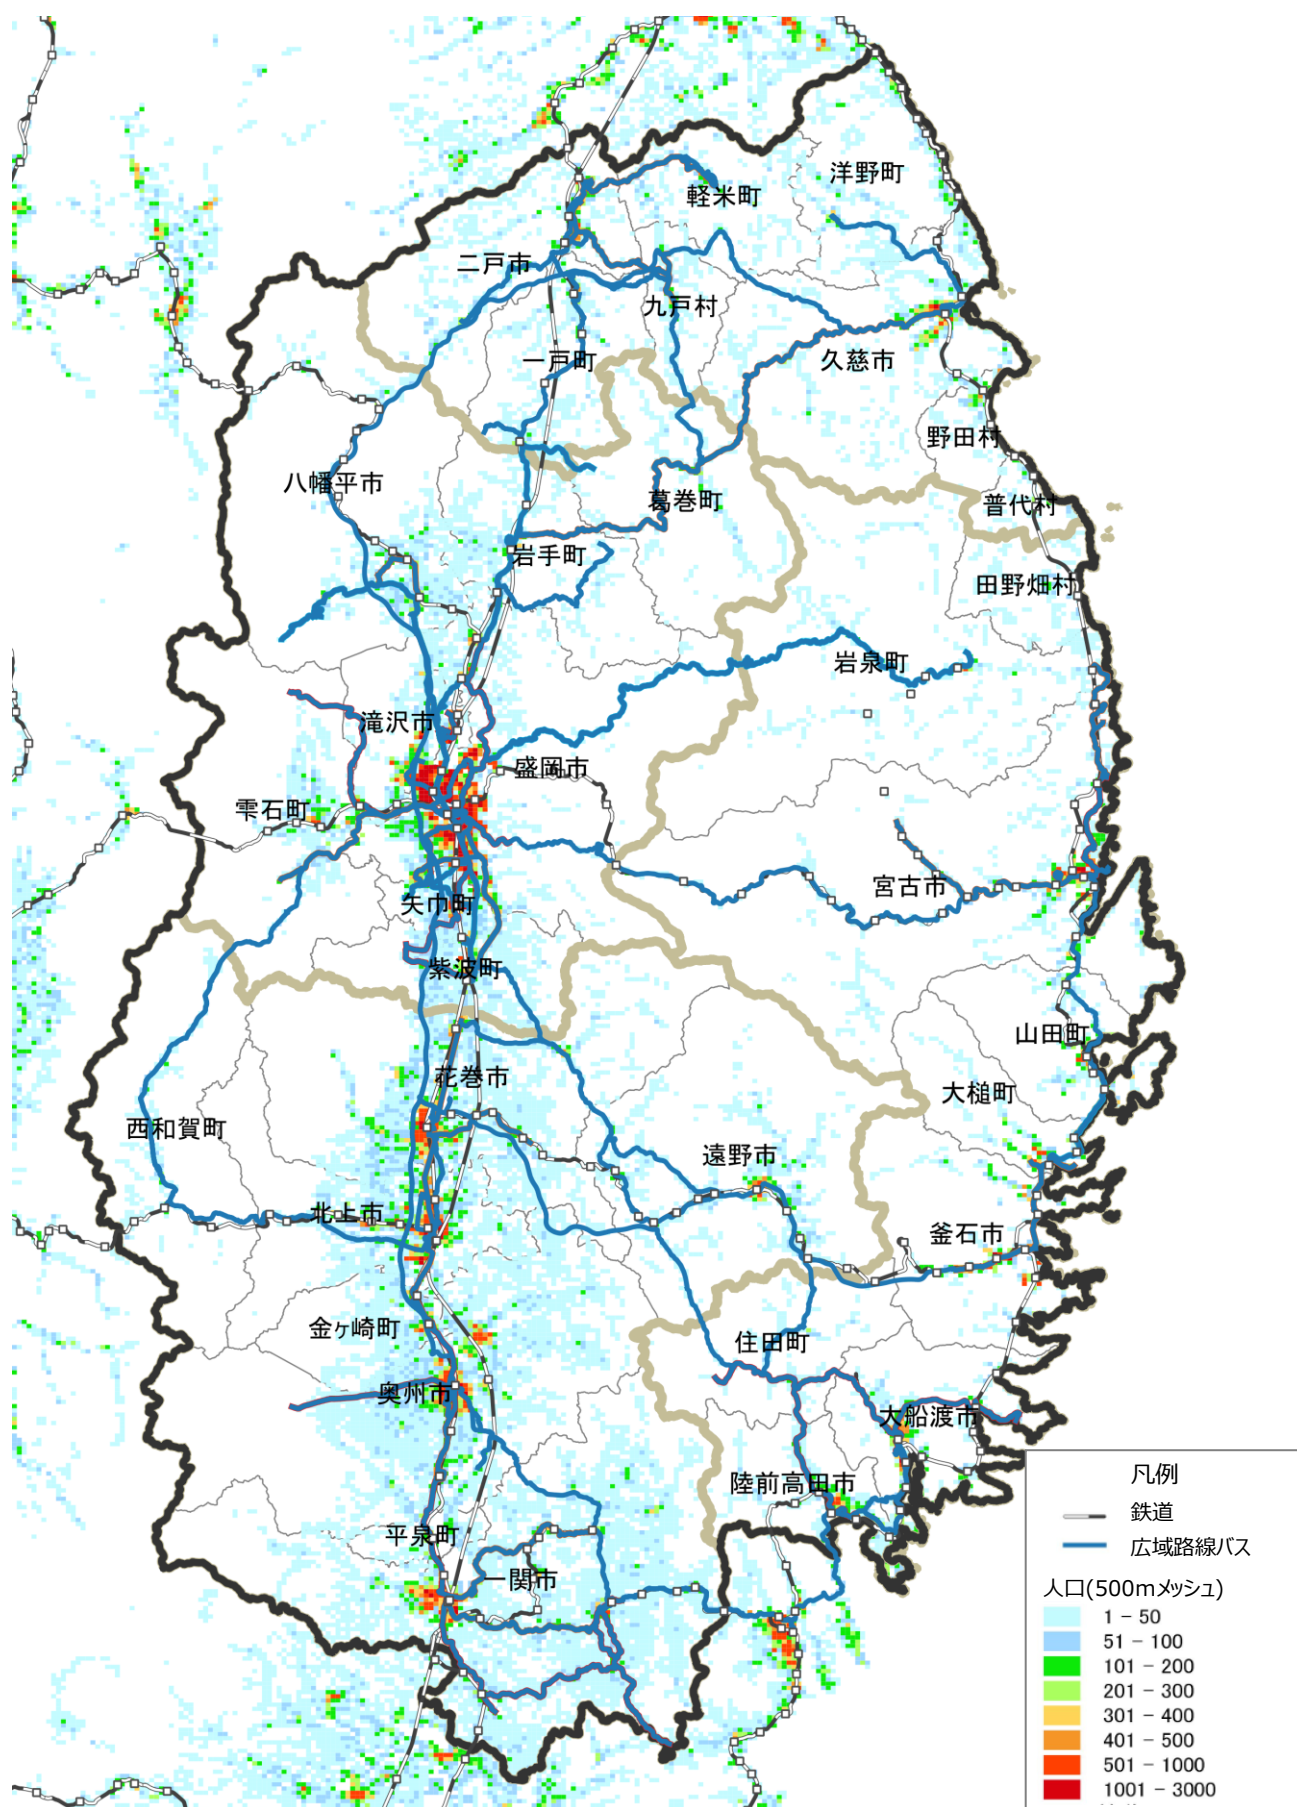 洋野町
軽米町
二戸市
九戸村
一戸町
久慈市
野田村
八幡平市
葛巻町
普代村
岩手町
田野畑村
岩泉町
滝沢市
盛岡市
雫石町
宮古市
矢巾町
紫波町
山田町
花巻市
大槌町
西和賀町
遠野市
北上市
釜石市
金ヶ崎町
住田町
奥州市
大船渡市
陸前高田市
平泉町
一関市
凡例
鉄道
広域路線バス
人口(500mメッシュ)
1 - 50
51 - 100
101 - 200
201 - 300
301 - 400
401 - 500
501 - 1000
1001 - 3000